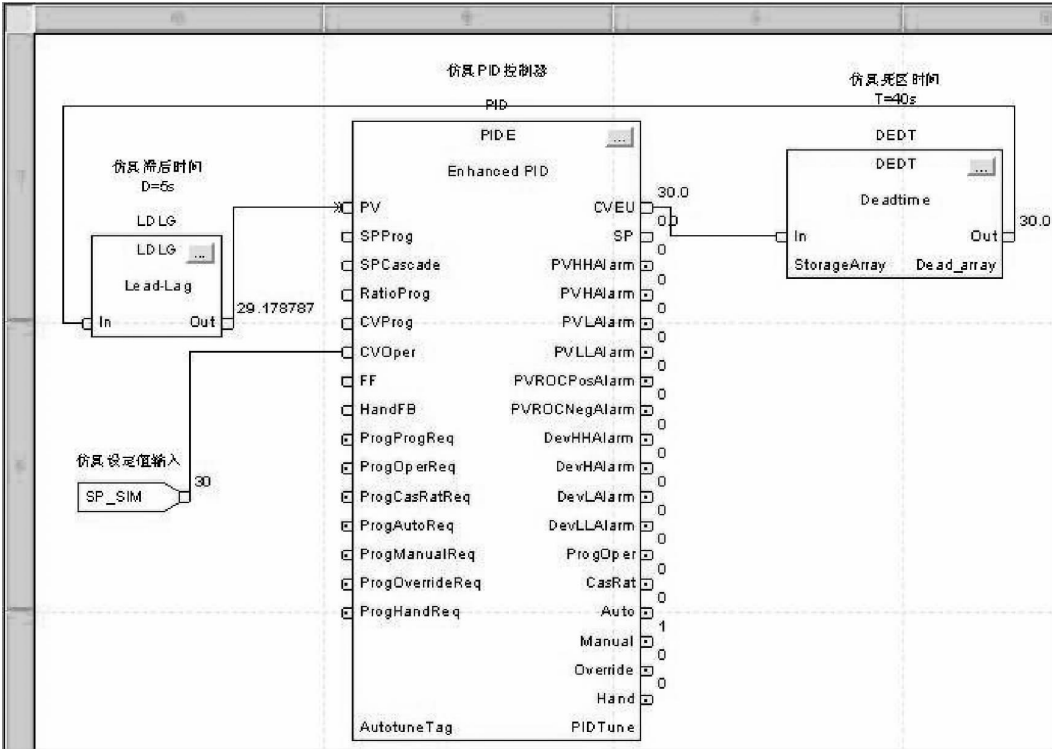 仿真PID控制器
仿真死区时间
T=40s
PID
DEDT
PIDE
...
Enhanced PID
DEDT
...
Deadtime
In
Out
30.0
StorageArray
Dead_array
仿真滞后时间
D=5s
LDLG
LDLG
...
Lead-Lag
In
Out
29.178787
PV
CVEU
30.0
SPProg
SP
0.0
SPCascade
PVHHAlarm
0
RatioProg
PVHAlarm
0
CVProg
PVLAlarm
0
CVOper
PVLLAlarm
0
FF
PVROCPosAlarm
0
HandFB
PVROCNegAlarm
0
ProgProgReq
DevHHAlarm
0
ProgOperReq
DevHAlarm
0
ProgCasRatReq
DevLAlarm
0
ProgAutoReq
DevLLAlarm
0
ProgManualReq
ProgOper
0
ProgOverrideReq
CasRat
0
ProgHandReq
Auto
0
Manual
1
Override
0
Hand
0
AutotuneTag
PIDTune
仿真设定值输入
SP_SIM
30